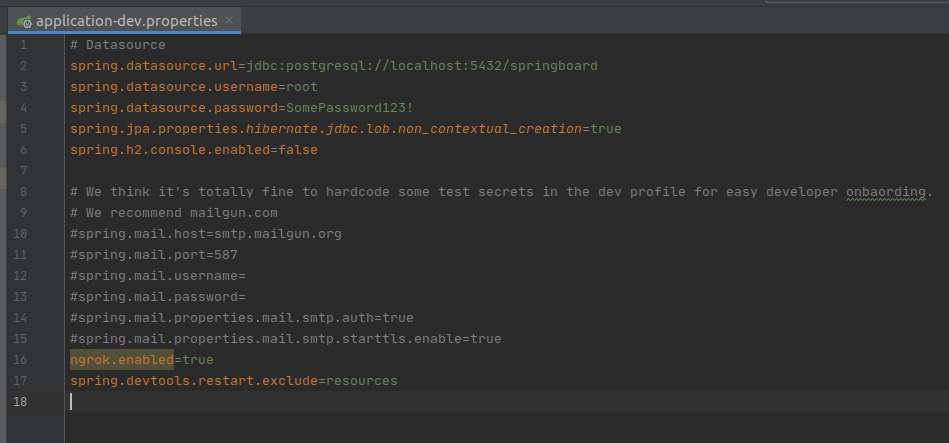 application-dev.properties
1 # Datasource
2 spring.datasource.url=jdbc:postgresql://localhost:5432/springboard
3 spring.datasource.username=root
4 spring.datasource.password=SomePassword123!
5 spring.jpa.properties.hibernate.jdbc.lob.non_contextual_creation=true
6 spring.h2.console.enabled=false
7
8 # We think it's totally fine to hardcode some test secrets in the dev profile for easy developer onbaording.
9 # We recommend mailgun.com
10 #spring.mail.host=smtp.mailgun.org
11 #spring.mail.port=587
12 #spring.mail.username=
13 #spring.mail.password=
14 #spring.mail.properties.mail.smtp.auth=true
15 #spring.mail.properties.mail.smtp.starttls.enable=true
16 ngrok.enabled=true
17 spring.devtools.restart.exclude=resources
18